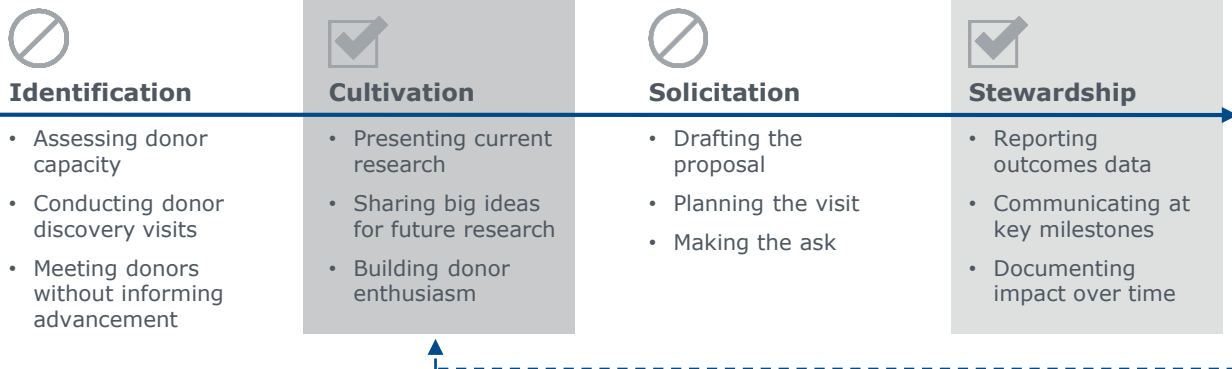 Identification
• Assessing donor
capacity
• Conducting donor
discovery visits
• Meeting donors
without informing
advancement
Cultivation
• Presenting current
research
• Sharing big ideas
for future research
• Building donor
enthusiasm
Solicitation
• Drafting the
proposal
• Planning the visit
• Making the ask
Stewardship
• Reporting
outcomes data
• Communicating at
key milestones
• Documenting
impact over time